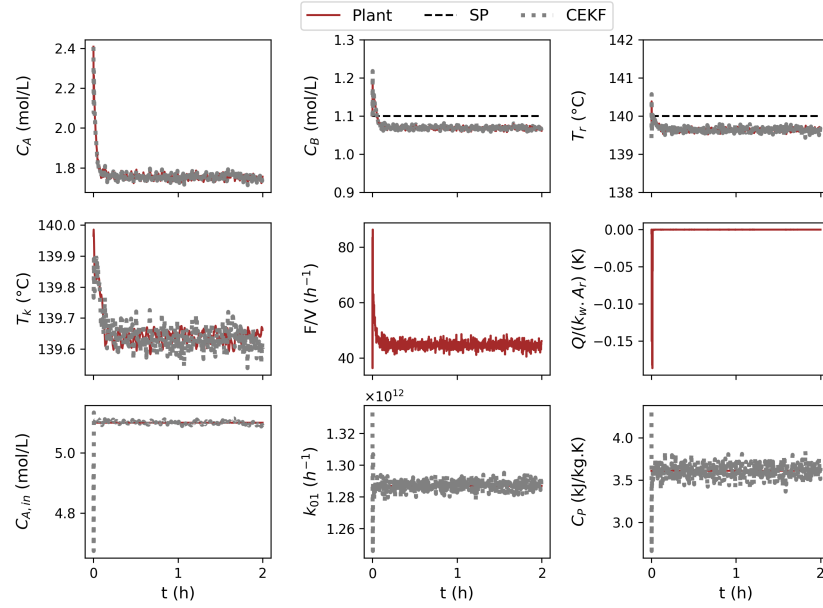 Plant SP CEKF
C_A (mol/L)
2.4
2.2
2.0
1.8
C_B (mol/L)
1.3
1.2
1.1
1.0
0.9
T_r (°C)
142
141
140
139
138
T_k (°C)
140.0
139.9
139.8
139.7
139.6
F/V (h^{-1})
80
60
40
Q/(k_w.A_r) (K)
0.00
−0.05
−0.10
−0.15
C_{A,in} (mol/L)
5.0
4.8
0 1 2
t (h)
×10^{12}
k_{01} (h^{-1})
1.32
1.30
1.28
1.26
0 1 2
t (h)
C_P (kJ/kg.K)
4.0
3.5
3.0
0 1 2
t (h)